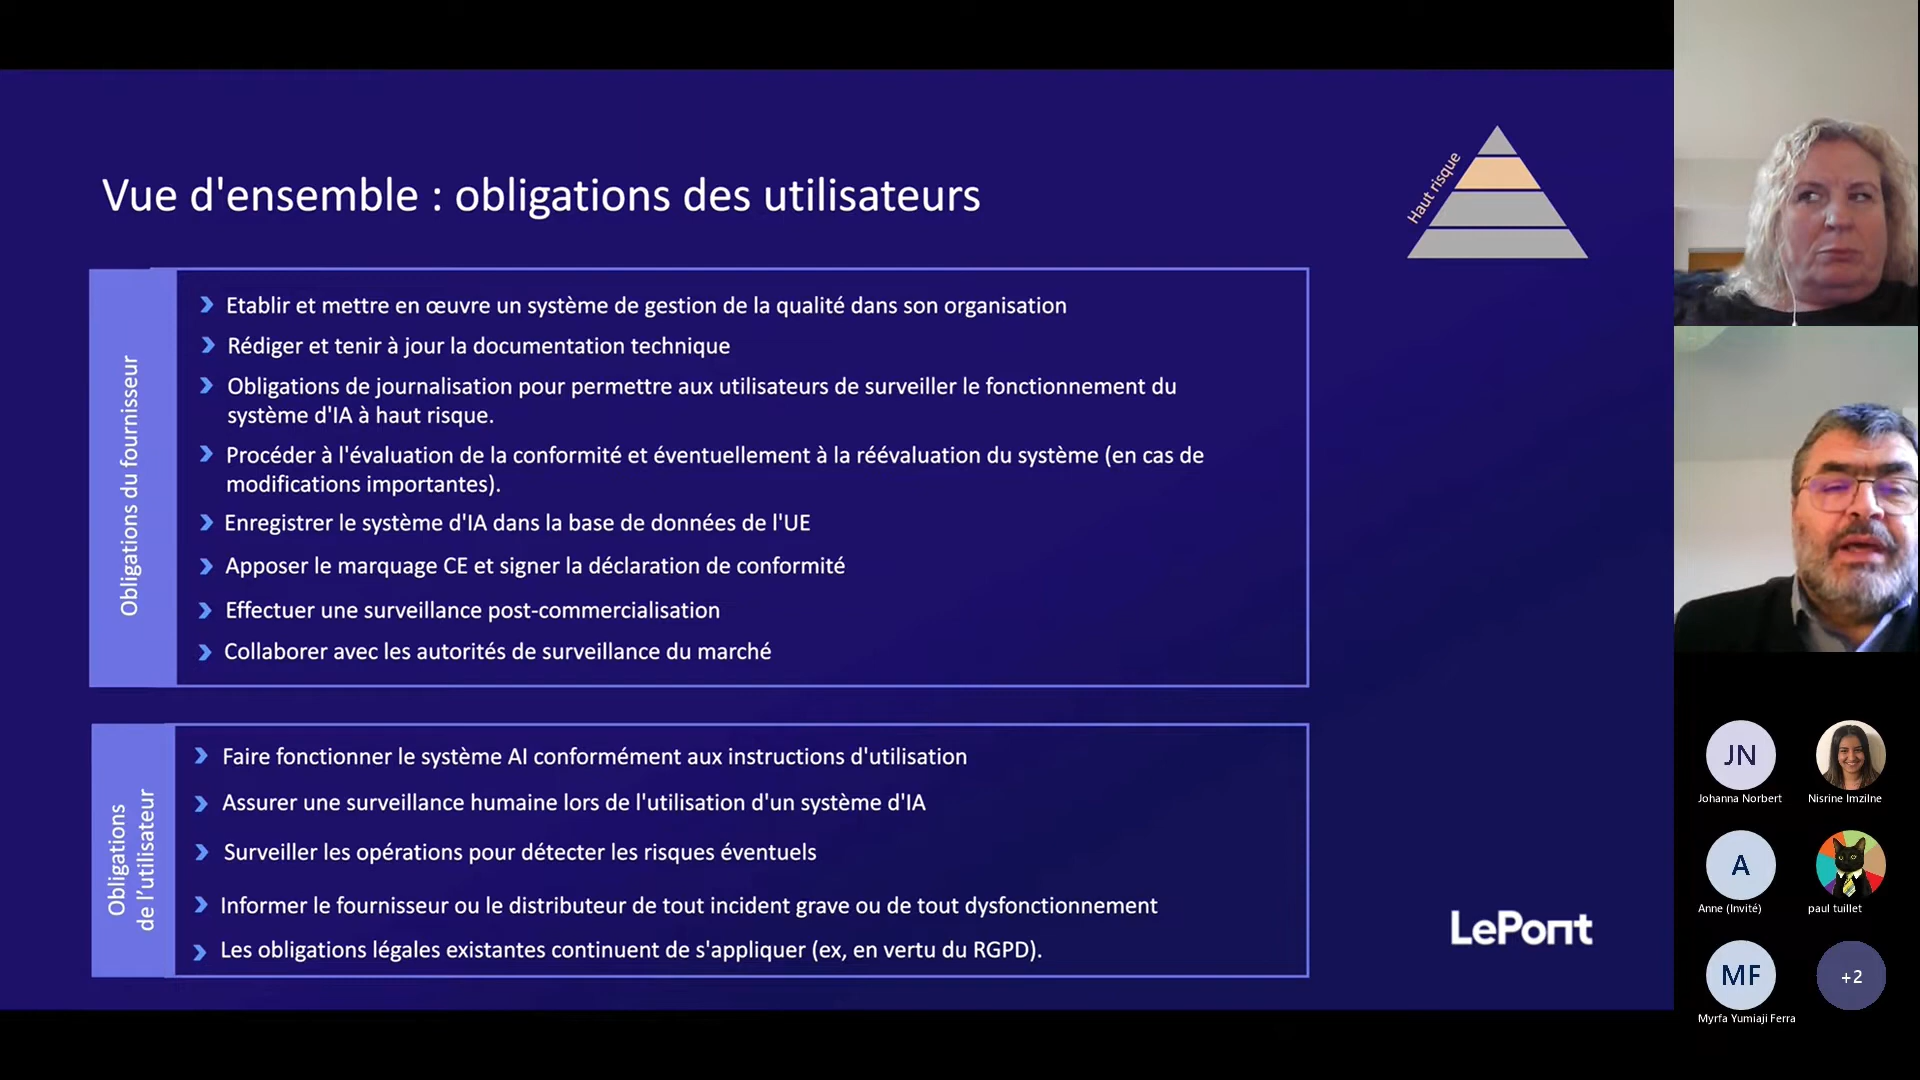 Vue d'ensemble : obligations des utilisateurs
Haut risque
Obligations du fournisseur
Etablir et mettre en œuvre un système de gestion de la qualité dans son organisation
Rédiger et tenir à jour la documentation technique
Obligations de journalisation pour permettre aux utilisateurs de surveiller le fonctionnement du
système d'IA à haut risque.
Procéder à l'évaluation de la conformité et éventuellement à la réévaluation du système (en cas de
modifications importantes).
Enregistrer le système d'IA dans la base de données de l'UE
Apposer le marquage CE et signer la déclaration de conformité
Effectuer une surveillance post-commercialisation
Collaborer avec les autorités de surveillance du marché
Obligations
de l'utilisateur
Faire fonctionner le système AI conformément aux instructions d'utilisation
Assurer une surveillance humaine lors de l'utilisation d'un système d'IA
Surveiller les opérations pour détecter les risques éventuels
Informer le fournisseur ou le distributeur de tout incident grave ou de tout dysfonctionnement
Les obligations légales existantes continuent de s'appliquer (ex, en vertu du RGPD).
LePont
JN
Johanna Norbert
Nisrine Imzilne
A
Anne (Invité)
paul tuillet
MF
Myrfa Yumiaji Ferra
+2